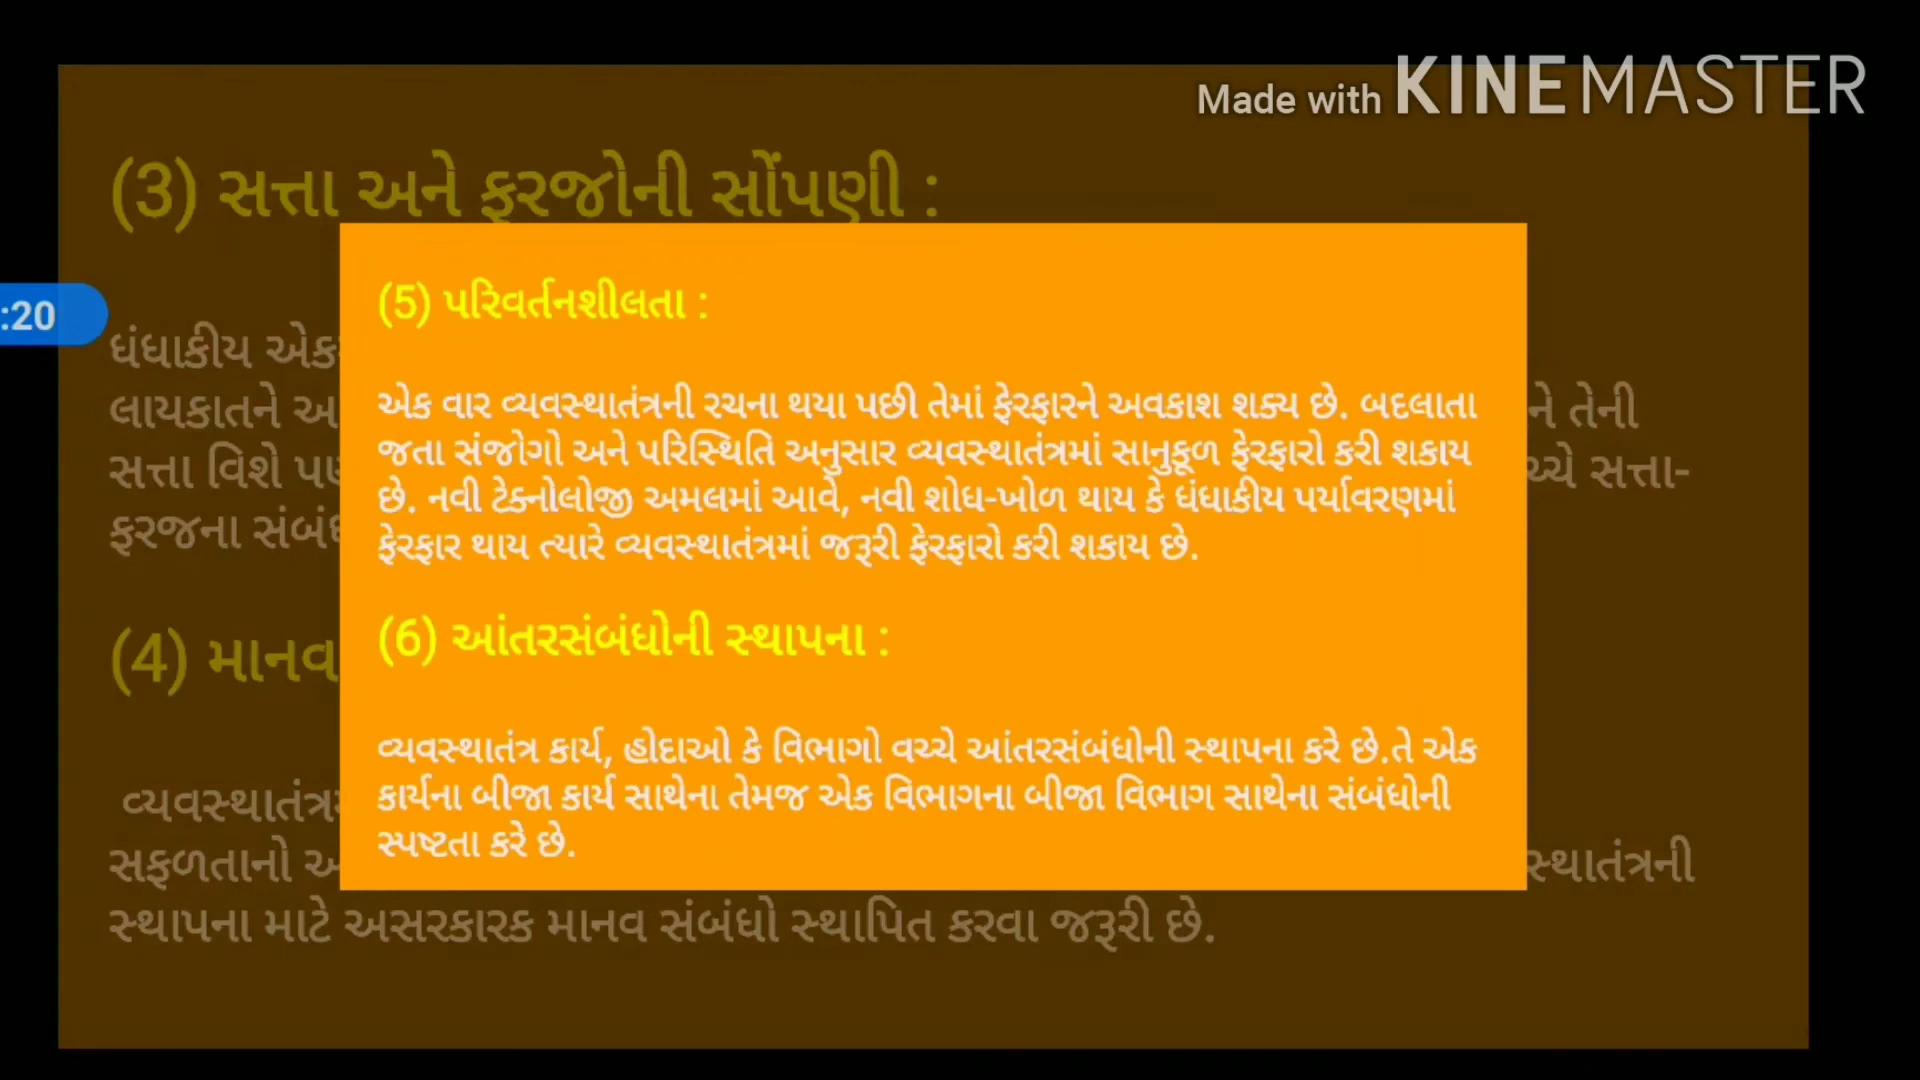 Made with KINEMASTER
(3) સત્તા અને ફરજોની સોંપણી :
:20
(5) પરિવર્તનશીલતા :
ધંધાકીય
એક વાર વ્યવસ્થાતંત્રની રચના થયા પછી તેમાં ફેરફારને અવકાશ શક્ય છે. બદલાતા
જતા સંજોગો અને પરિસ્થિતિ અનુસાર વ્યવસ્થાતંત્રમાં સાનુકૂળ ફેરફારો કરી શકાય
છે. નવી ટેક્નોલોજી અમલમાં આવે, નવી શોધ-ખોળ થાય કે ધંધાકીય પર્યાવરણમાં
ફેરફાર થાય ત્યારે વ્યવસ્થાતંત્રમાં જરૂરી ફેરફારો કરી શકાય છે.
લાયકાતને
ને તેની
સત્તા વિશે
સત્તા-
ફરજના
(6) આંતરસંબંધોની સ્થાપના :
વ્યવસ્થાતંત્ર કાર્ય, હોદાઓ કે વિભાગો વચ્ચે આંતરસંબંધોની સ્થાપના કરે છે.તે એક
કાર્યના બીજા કાર્ય સાથેના તેમજ એક વિભાગના બીજા વિભાગ સાથેના સંબંધોની
સ્પષ્ટતા કરે છે.
(4) માનવ
સફળતાનો
સ્થાપના માટે અસરકારક માનવ સંબંધો સ્થાપિત કરવા જરૂરી છે.